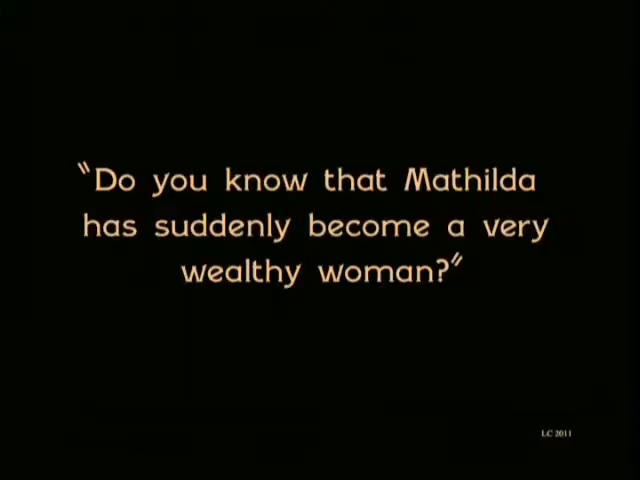 "Do you know that Mathilda
has suddenly become a very
wealthy woman?"
LC 2011